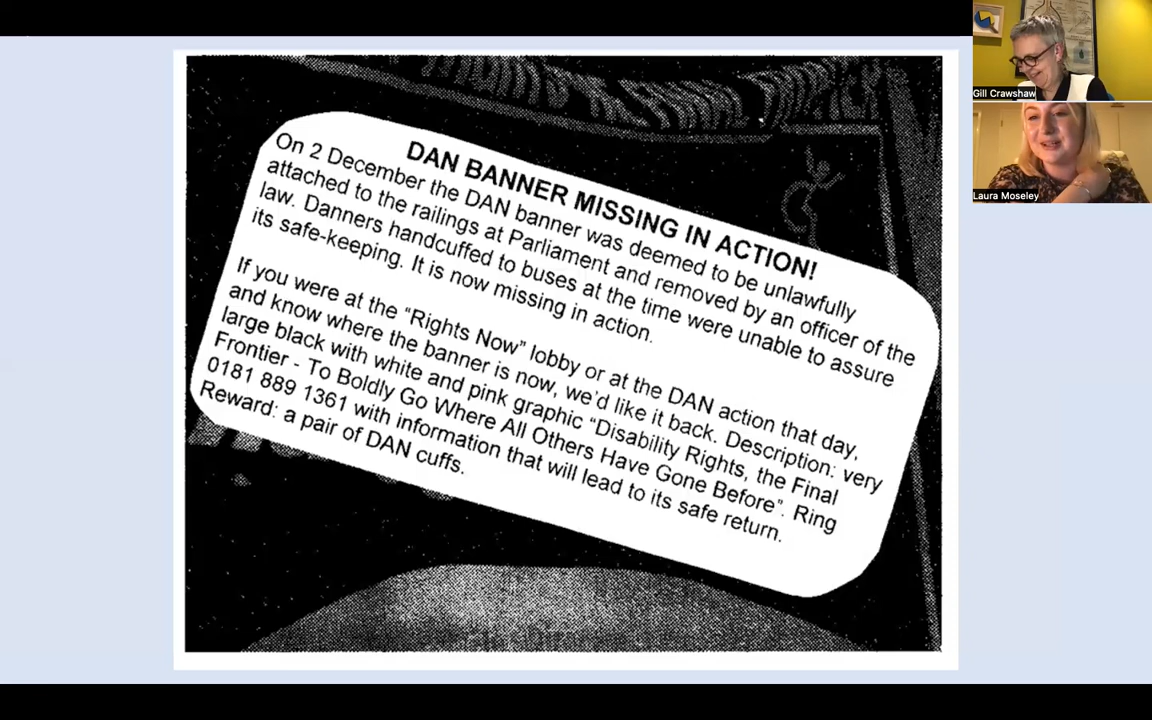 DAN BANNER MISSING IN ACTION!
On 2 December the DAN banner was deemed to be unlawfully
attached to the railings at Parliament and removed by an officer of the
law. Danners handcuffed to buses at the time were unable to assure
its safe-keeping. It is now missing in action.
If you were at the “Rights Now” lobby or at the DAN action that day,
and know where the banner is now, we’d like it back. Description: very
large black with white and pink graphic “Disability Rights, the Final
Frontier - To Boldly Go Where All Others Have Gone Before”. Ring
0181 889 1361 with information that will lead to its safe return.
Reward: a pair of DAN cuffs.
Gill Crawshaw
Laura Moseley